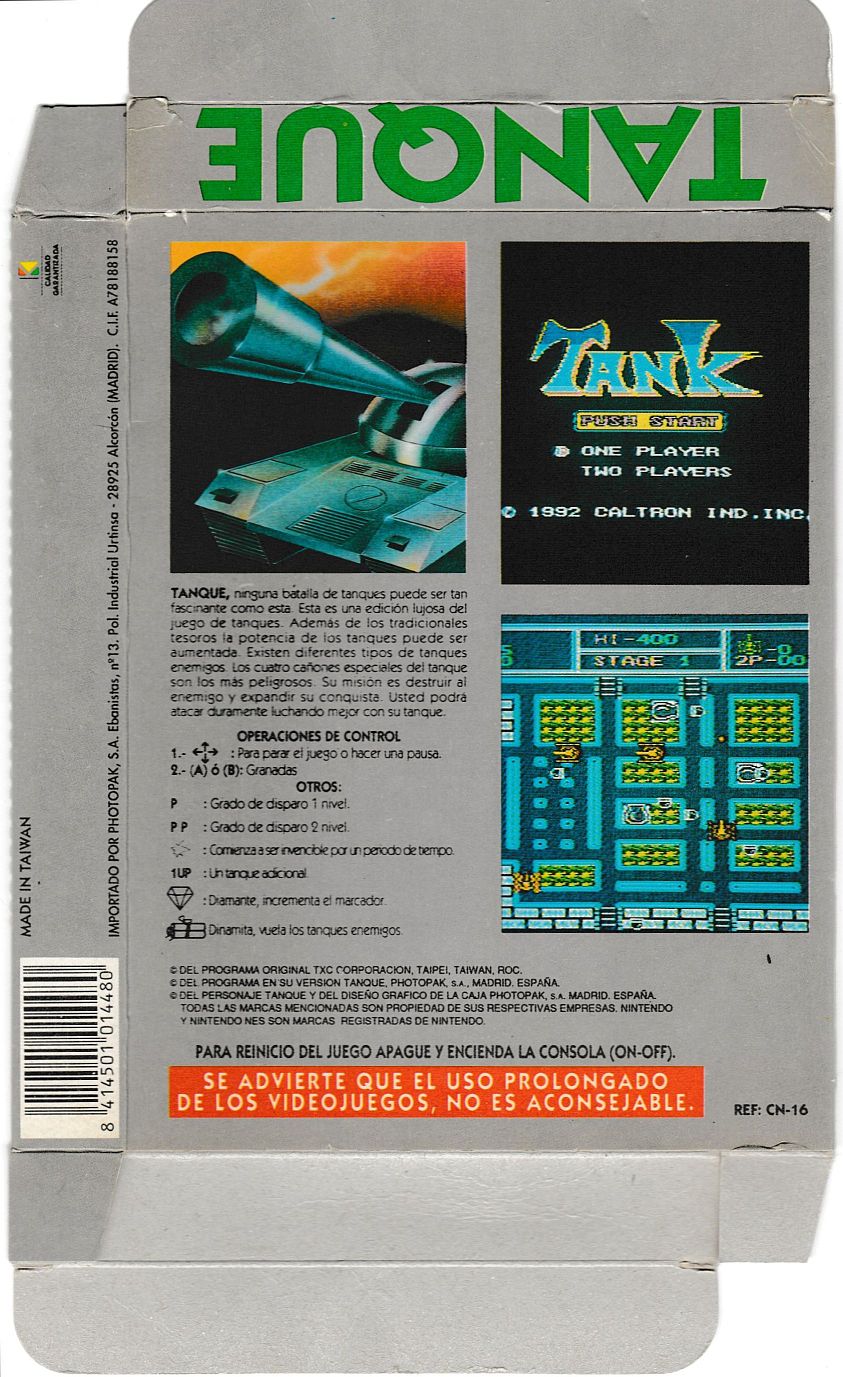 TANQUE
CALIDAD
GARANTIZADA
MADE IN TAIWAN
IMPORTADO POR PHOTOPAK, S.A. Ebanistas, nº13. Pol. Industrial Urtinsa - 28925 Alcorcón (MADRID). C.I.F. A78188158
8 414501 014480
TANK
PUSH START
ONE PLAYER
TWO PLAYERS
© 1992 CALTRON IND.INC.
TANQUE, ninguna batalla de tanques puede ser tan
fascinante como esta. Esta es una edición lujosa del
juego de tanques. Además de los tradicionales
tesoros la potencia de los tanques puede ser
aumentada. Existen diferentes tipos de tanques
enemigos. Los cuatro cañones especiales del tanque
son los más peligrosos. Su misión es destruir al
enemigo y expandir su conquista. Usted podrá
atacar duramente luchando mejor con su tanque.
OPERACIONES DE CONTROL
1.- : Para parar el juego o hacer una pausa.
2.- (A) ó (B): Granadas
OTROS:
P : Grado de disparo 1 nivel.
P P : Grado de disparo 2 nivel.
: Comienza a ser invencible por un periodo de tiempo.
1UP : Un tanque adicional.
: Diamante, incrementa el marcador.
Dinamita, vuela los tanques enemigos.
HI-400
STAGE 1
-0
2P-00
© DEL PROGRAMA ORIGINAL TXC CORPORACION, TAIPEI, TAIWAN, ROC.
© DEL PROGRAMA EN SU VERSION TANQUE, PHOTOPAK, S.A., MADRID. ESPAÑA.
© DEL PERSONAJE TANQUE Y DEL DISEÑO GRAFICO DE LA CAJA PHOTOPAK, S.A. MADRID. ESPAÑA.
TODAS LAS MARCAS MENCIONADAS SON PROPIEDAD DE SUS RESPECTIVAS EMPRESAS. NINTENDO
Y NINTENDO NES SON MARCAS REGISTRADAS DE NINTENDO.
PARA REINICIO DEL JUEGO APAGUE Y ENCIENDA LA CONSOLA (ON-OFF).
SE ADVIERTE QUE EL USO PROLONGADO
DE LOS VIDEOJUEGOS, NO ES ACONSEJABLE.
REF: CN-16